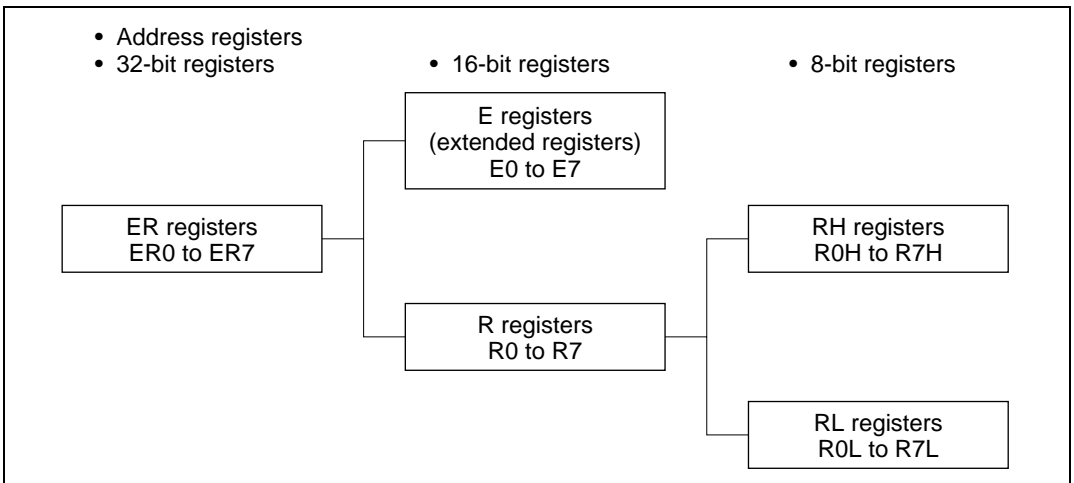 • Address registers
• 32-bit registers
• 16-bit registers
• 8-bit registers
E registers
(extended registers)
E0 to E7
ER registers
ER0 to ER7
RH registers
R0H to R7H
R registers
R0 to R7
RL registers
R0L to R7L